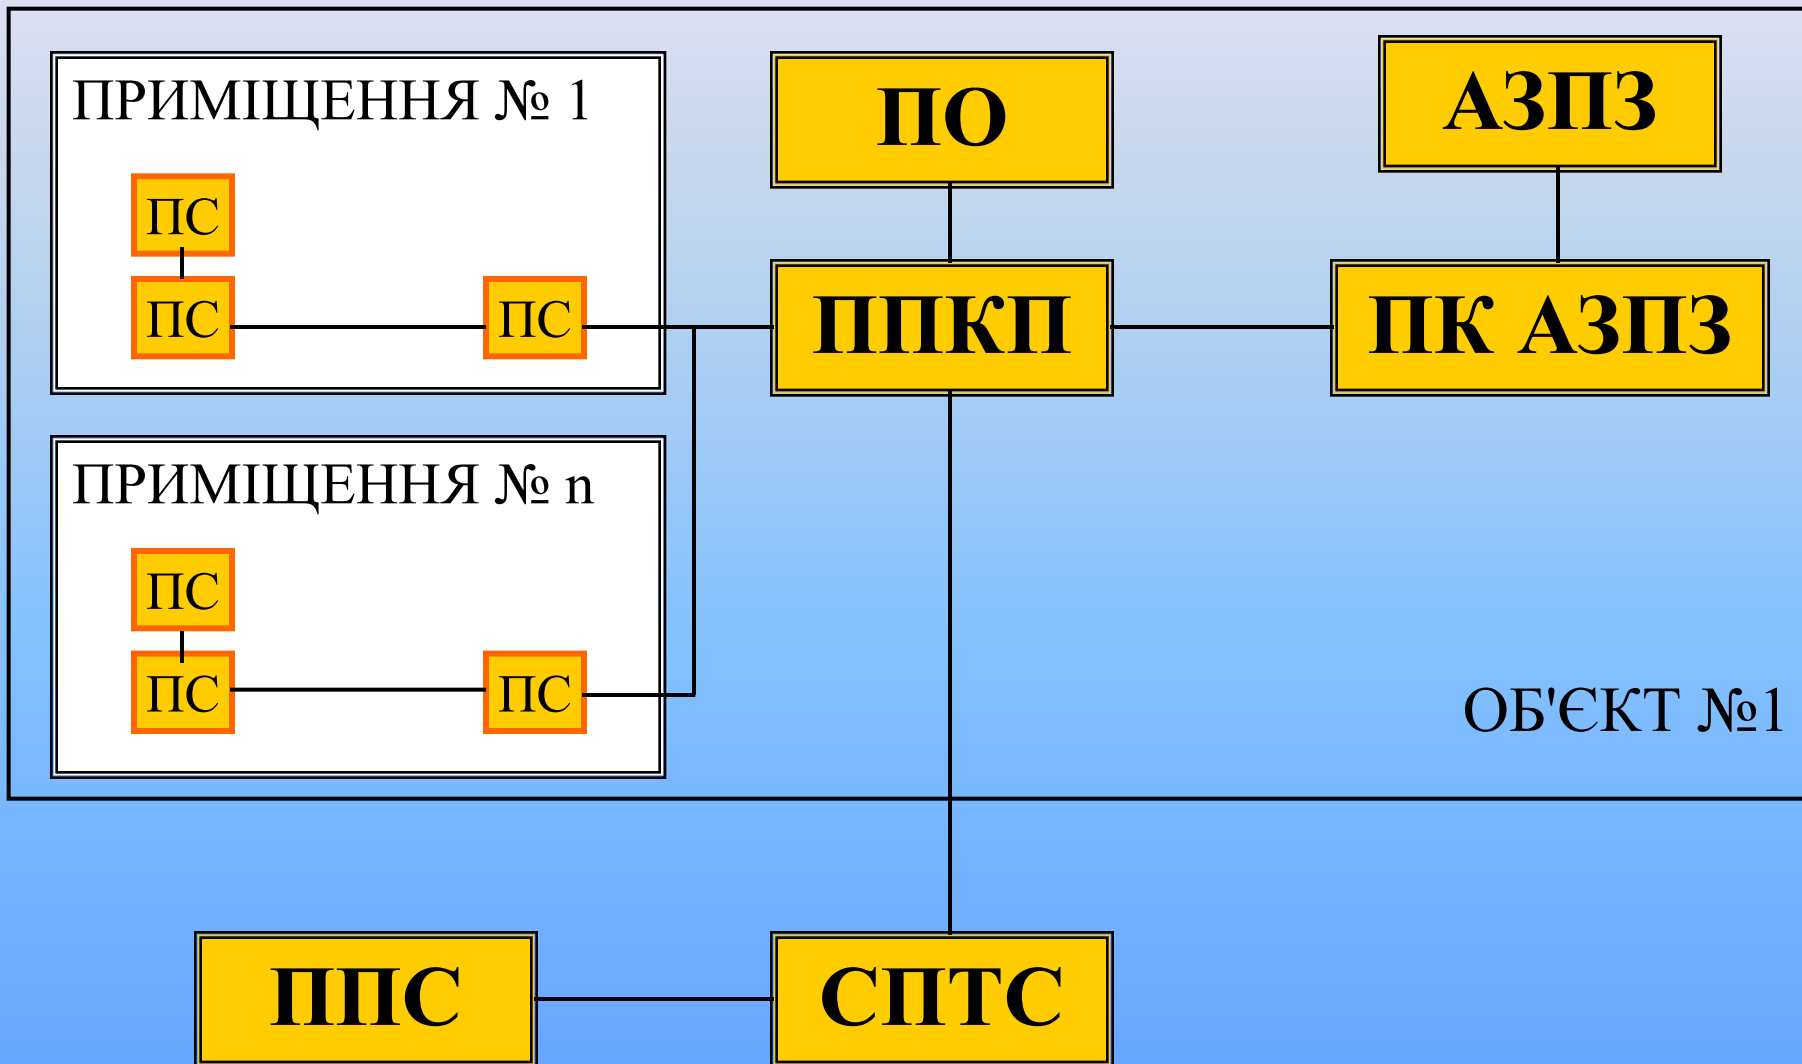 ПРИМІЩЕННЯ № 1
ПС
ПС
ПС
ПО
АЗПЗ
ППКП
ПК АЗПЗ
ПРИМІЩЕННЯ № n
ПС
ПС
ПС
ОБ'ЄКТ №1
ППС
СПТС